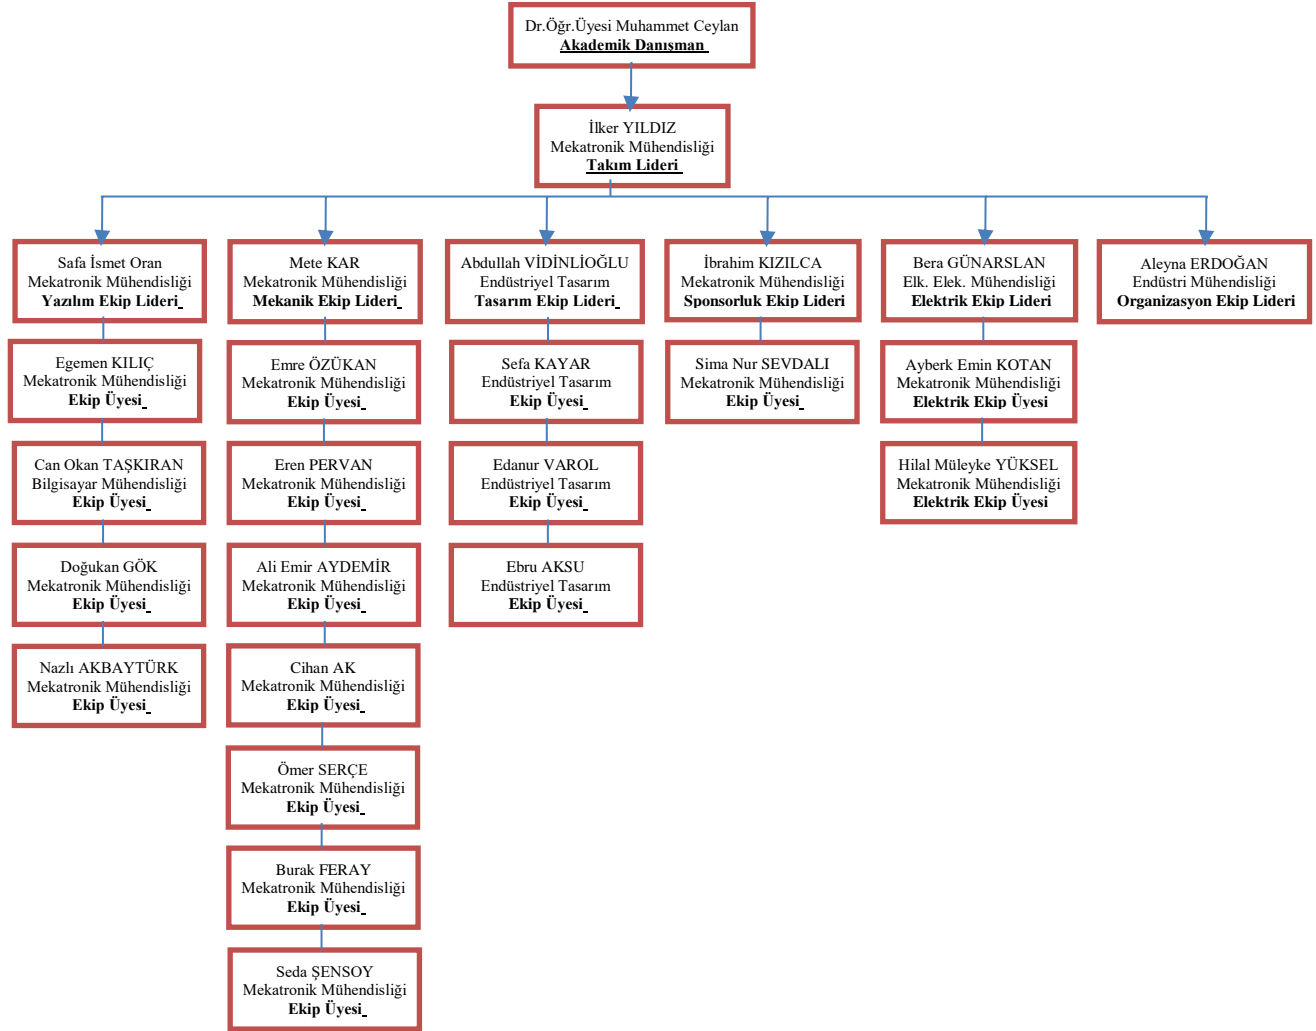 Dr.Öğr.Üyesi Muhammet Ceylan
Akademik Danışman
İlker YILDIZ
Mekatronik Mühendisliği
Takım Lideri
Safa İsmet Oran
Mekatronik Mühendisliği
Yazılım Ekip Lideri
Mete KAR
Mekatronik Mühendisliği
Mekanik Ekip Lideri
Abdullah VİDİNLİOĞLU
Endüstriyel Tasarım
Tasarım Ekip Lideri
İbrahim KIZILCA
Mekatronik Mühendisliği
Sponsorluk Ekip Lideri
Bera GÜNARSLAN
Elk. Elek. Mühendisliği
Elektrik Ekip Lideri
Aleyna ERDOĞAN
Endüstri Mühendisliği
Organizasyon Ekip Lideri
Egemen KILIÇ
Mekatronik Mühendisliği
Ekip Üyesi
Emre ÖZÜKAN
Mekatronik Mühendisliği
Ekip Üyesi
Sefa KAYAR
Endüstriyel Tasarım
Ekip Üyesi
Sima Nur SEVDALI
Mekatronik Mühendisliği
Ekip Üyesi
Ayberk Emin KOTAN
Mekatronik Mühendisliği
Elektrik Ekip Üyesi
Can Okan TAŞKIRAN
Bilgisayar Mühendisliği
Ekip Üyesi
Eren PERVAN
Mekatronik Mühendisliği
Ekip Üyesi
Edanur VAROL
Endüstriyel Tasarım
Ekip Üyesi
Hilal Müleyke YÜKSEL
Mekatronik Mühendisliği
Elektrik Ekip Üyesi
Doğukan GÖK
Mekatronik Mühendisliği
Ekip Üyesi
Ali Emir AYDEMİR
Mekatronik Mühendisliği
Ekip Üyesi
Ebru AKSU
Endüstriyel Tasarım
Ekip Üyesi
Nazlı AKBAYTÜRK
Mekatronik Mühendisliği
Ekip Üyesi
Cihan AK
Mekatronik Mühendisliği
Ekip Üyesi
Ömer SERÇE
Mekatronik Mühendisliği
Ekip Üyesi
Burak FERAY
Mekatronik Mühendisliği
Ekip Üyesi
Seda ŞENSOY
Mekatronik Mühendisliği
Ekip Üyesi